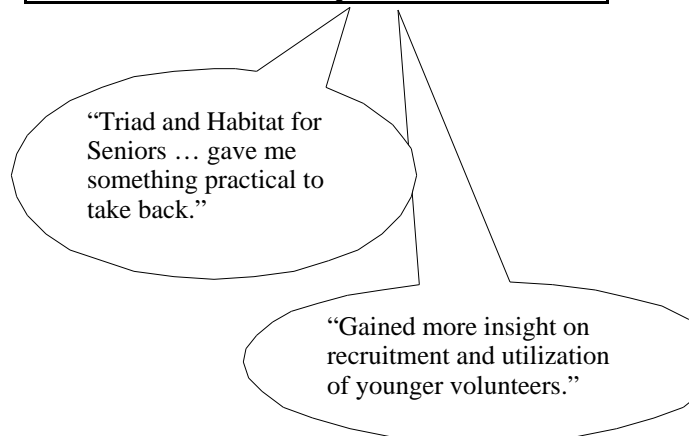 “Triad and Habitat for
Seniors … gave me
something practical to
take back.”
“Gained more insight on
recruitment and utilization
of younger volunteers.”